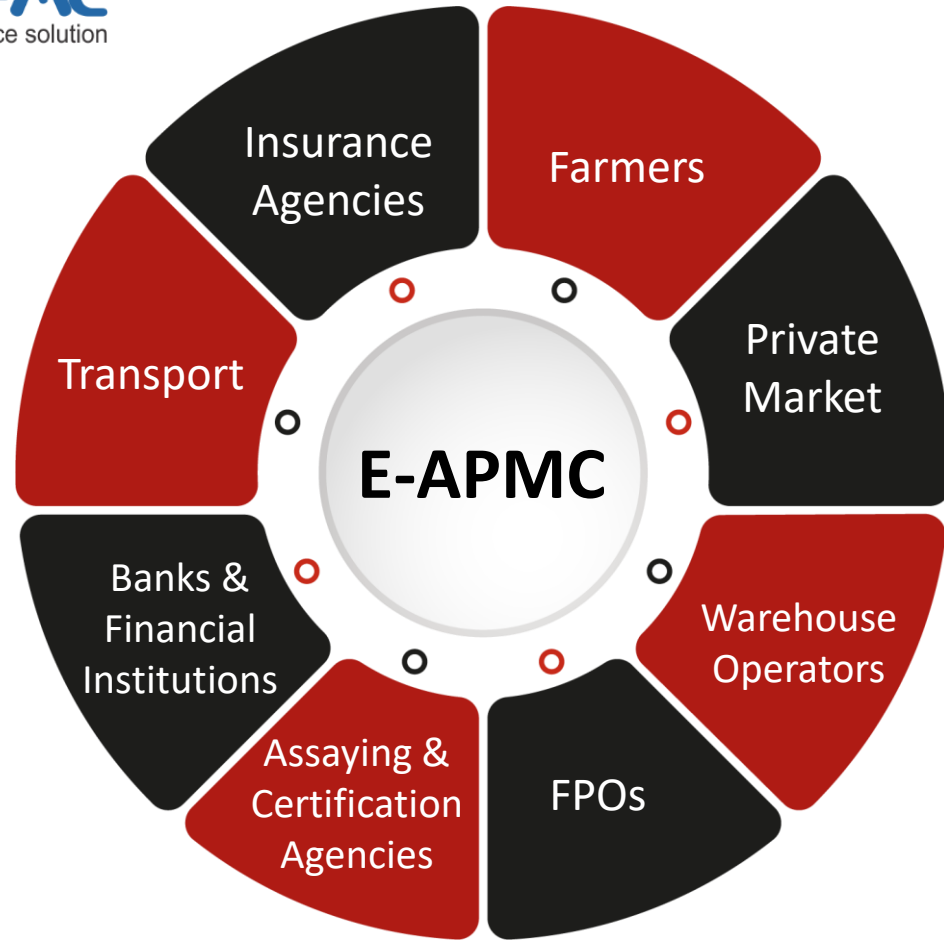 ce solution
Insurance
Agencies
Farmers
Private
Market
Warehouse
Operators
FPOs
Assaying &
Certification
Agencies
Banks &
Financial
Institutions
Transport
E-APMC